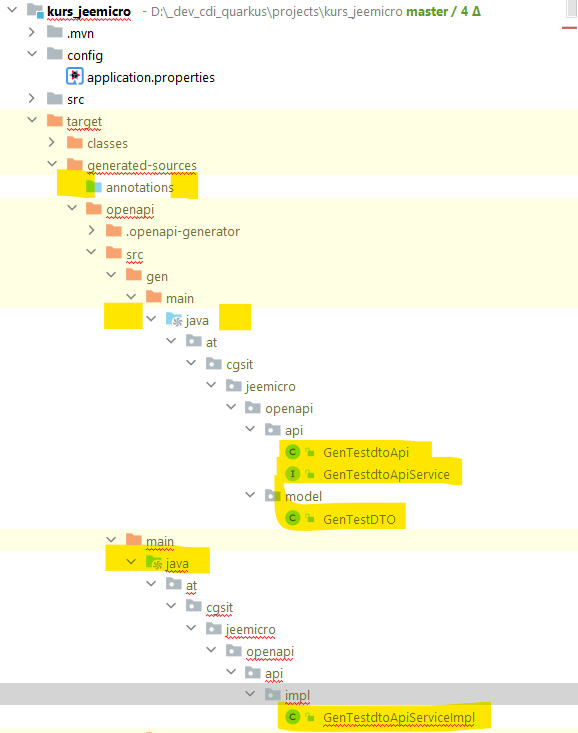 kurs_jeemicro - D:\_dev_cdi_quarkus\projects\kurs_jeemicro master / 4 Δ
.mvn
config
application.properties
src
target
classes
generated-sources
annotations
openapi
.openapi-generator
src
gen
main
java
at
cgsit
jeemicro
openapi
api
C GenTestdtoApi
I GenTestdtoApiService
model
C GenTestDTO
main
java
at
cgsit
jeemicro
openapi
api
impl
C GenTestdtoApiServiceImpl